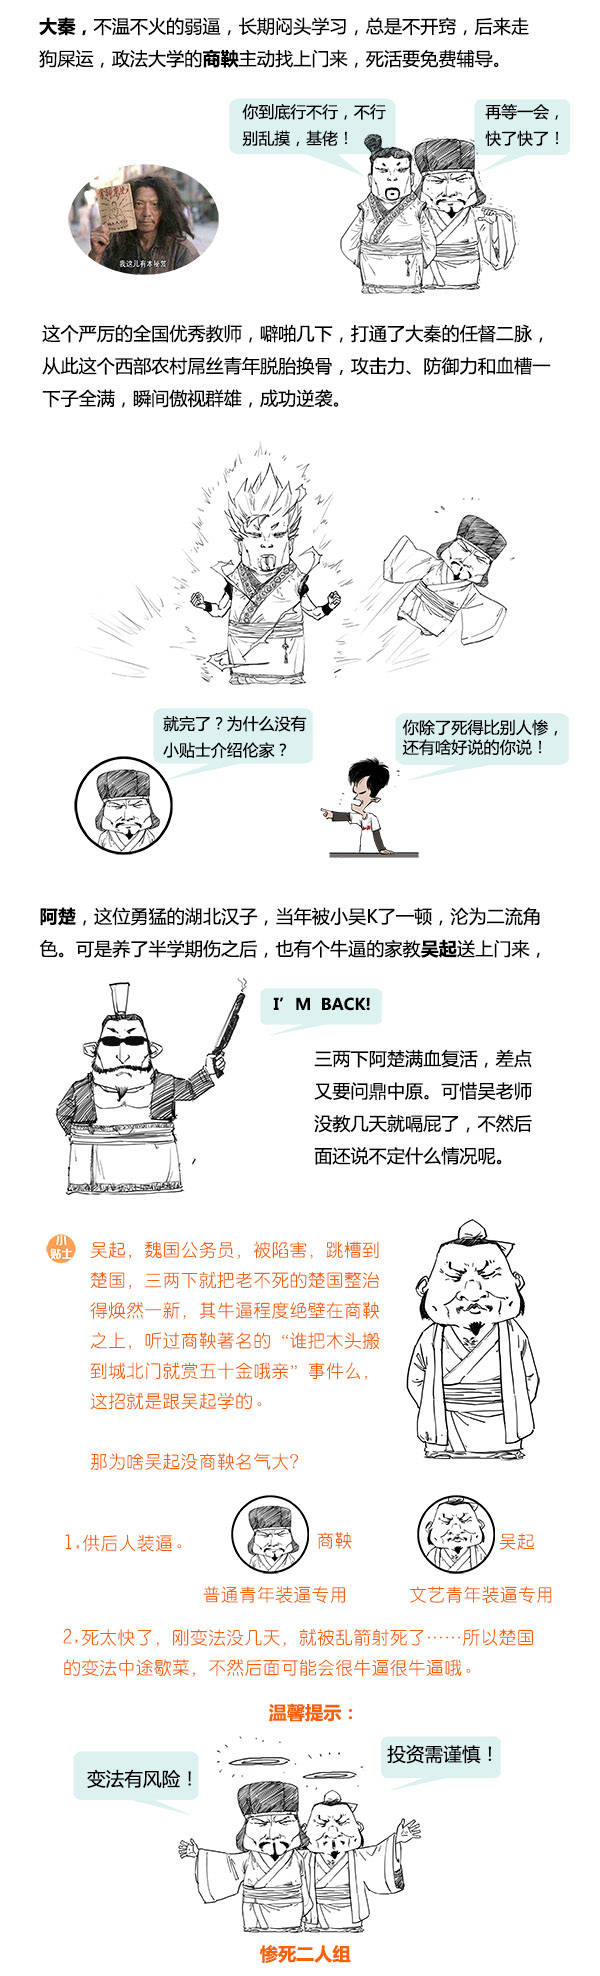 大秦，不温不火的弱逼，长期闷头学习，总是不开窍，后来走
狗屎运，政法大学的商鞅主动找上门来，死活要免费辅导。
你到底行不行，不行
别乱摸，基佬！
再等一会，
快了快了！
我这儿有本秘笈
这个严厉的全国优秀教师，噼啪几下，打通了大秦的任督二脉，
从此这个西部农村屌丝青年脱胎换骨，攻击力、防御力和血槽一
下子全满，瞬间傲视群雄，成功逆袭。
就完了？为什么没有
小贴士介绍伦家？
你除了死得比别人惨，
还有啥好说的你说！
阿楚，这位勇猛的湖北汉子，当年被小吴K了一顿，沦为二流角
色。可是养了半学期伤之后，也有个牛逼的家教吴起送上门来，
I’M BACK!
三两下阿楚满血复活，差点
又要问鼎中原。可惜吴老师
没教几天就嗝屁了，不然后
面还说不定什么情况呢。
小
贴士
吴起，魏国公务员，被陷害，跳槽到
楚国，三两下就把老不死的楚国整治
得焕然一新，其牛逼程度绝壁在商鞅
之上，听过商鞅著名的“谁把木头搬
到城北门就赏五十金哦亲”事件么，
这招就是跟吴起学的。
那为啥吴起没商鞅名气大？
1.供后人装逼。
商鞅
吴起
普通青年装逼专用
文艺青年装逼专用
2.死太快了，刚变法没几天，就被乱箭射死了……所以楚国
的变法中途歇菜，不然后面可能会很牛逼很牛逼哦。
温馨提示：
变法有风险！
投资需谨慎！
惨死二人组